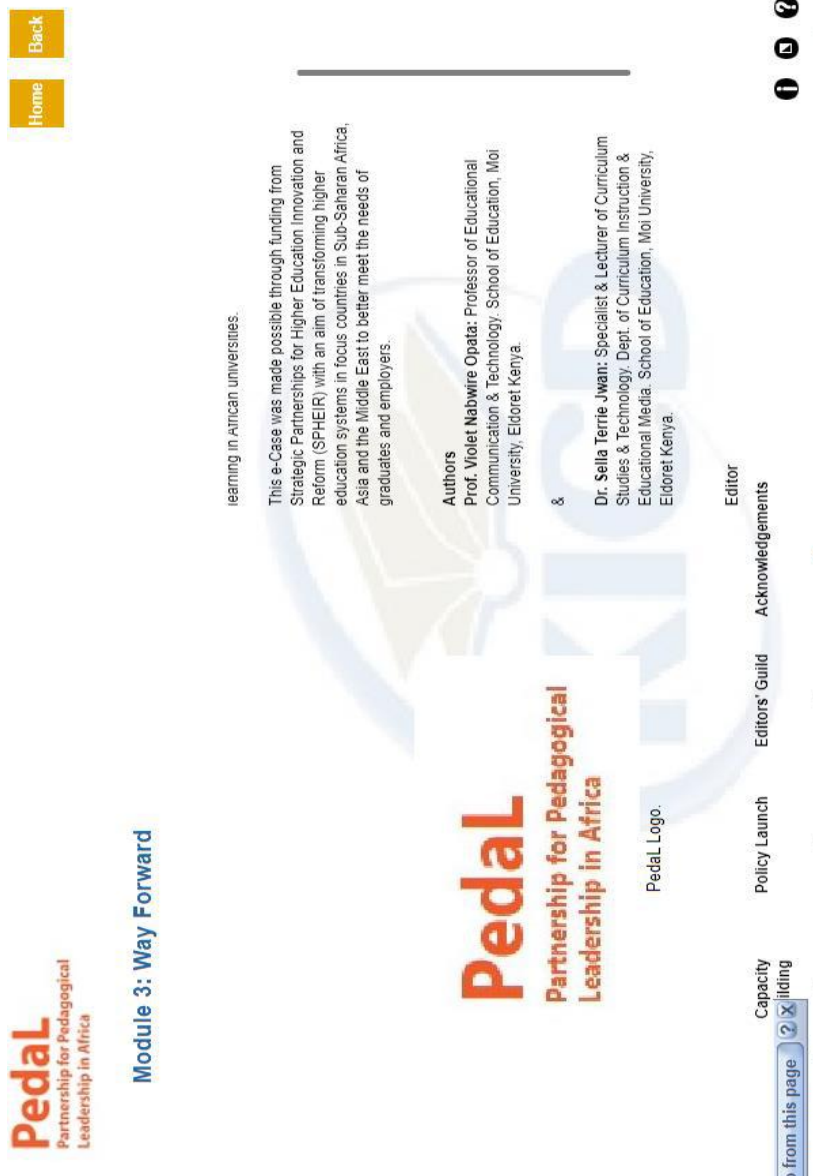 PedaL
Partnership for Pedagogical
Leadership in Africa
Home
Back
Module 3: Way Forward
learning in African universities.
This e-Case was made possible through funding from
Strategic Partnerships for Higher Education Innovation and
Reform (SPHEIR) with an aim of transforming higher
education systems in focus countries in Sub-Saharan Africa,
Asia and the Middle East to better meet the needs of
graduates and employers.
Authors
Prof. Violet Nabwire Opata: Professor of Educational
Communication & Technology. School of Education, Moi
University, Eldoret Kenya.
&
Dr. Sella Terrie Jwan: Specialist & Lecturer of Curriculum
Studies & Technology. Dept. of Curriculum Instruction &
Educational Media. School of Education, Moi University,
Eldoret Kenya.
Editor
PedaL
Partnership for Pedagogical
Leadership in Africa
PedaL Logo.
KICD
Capacity
ilding
Policy Launch
Editors' Guild
Acknowledgements
from this page ? X
i
?